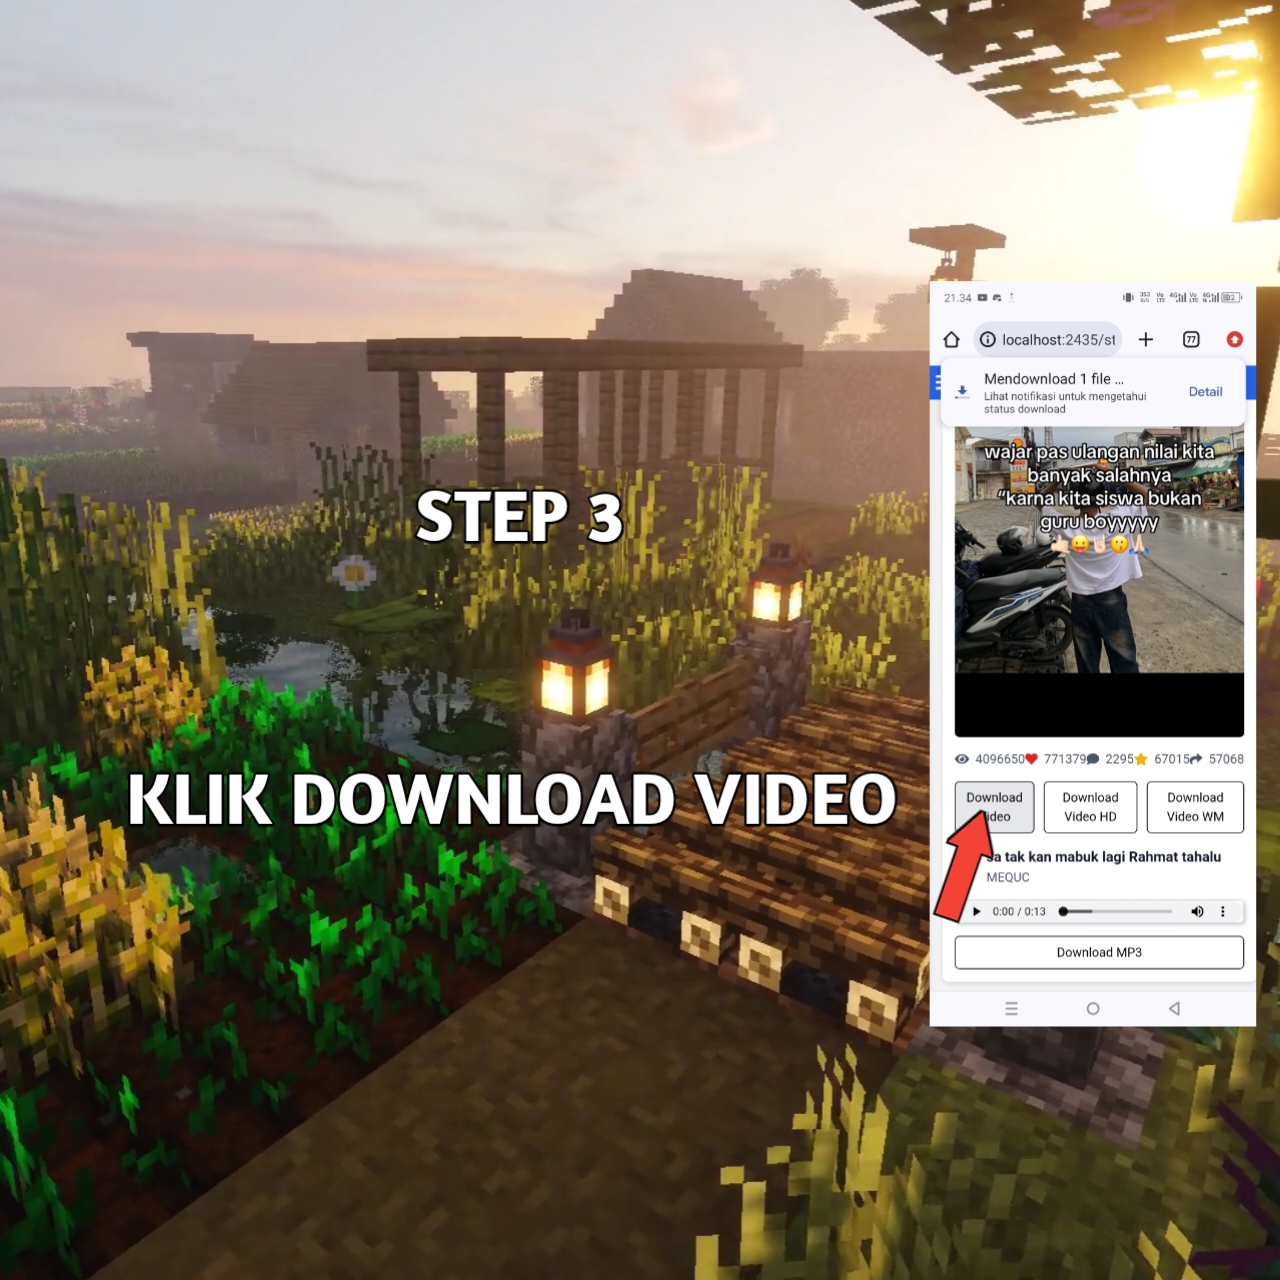 STEP 3
KLIK DOWNLOAD VIDEO
21.34
localhost:2435/st
77
Mendownload 1 file ...
Lihat notifikasi untuk mengetahui
status download
Detail
wajar pas ulangan nilai kita
banyak salahnya
“karna kita siswa bukan
guru boyyyyy
👍🏻😛🤘🏻🤫🙏🏻
4096650 771379 2295 67015 57068
Download
Download
Video HD
Download
Video WM
tak kan mabuk lagi Rahmat tahalu
MEQUC
0:00 / 0:13
Download MP3